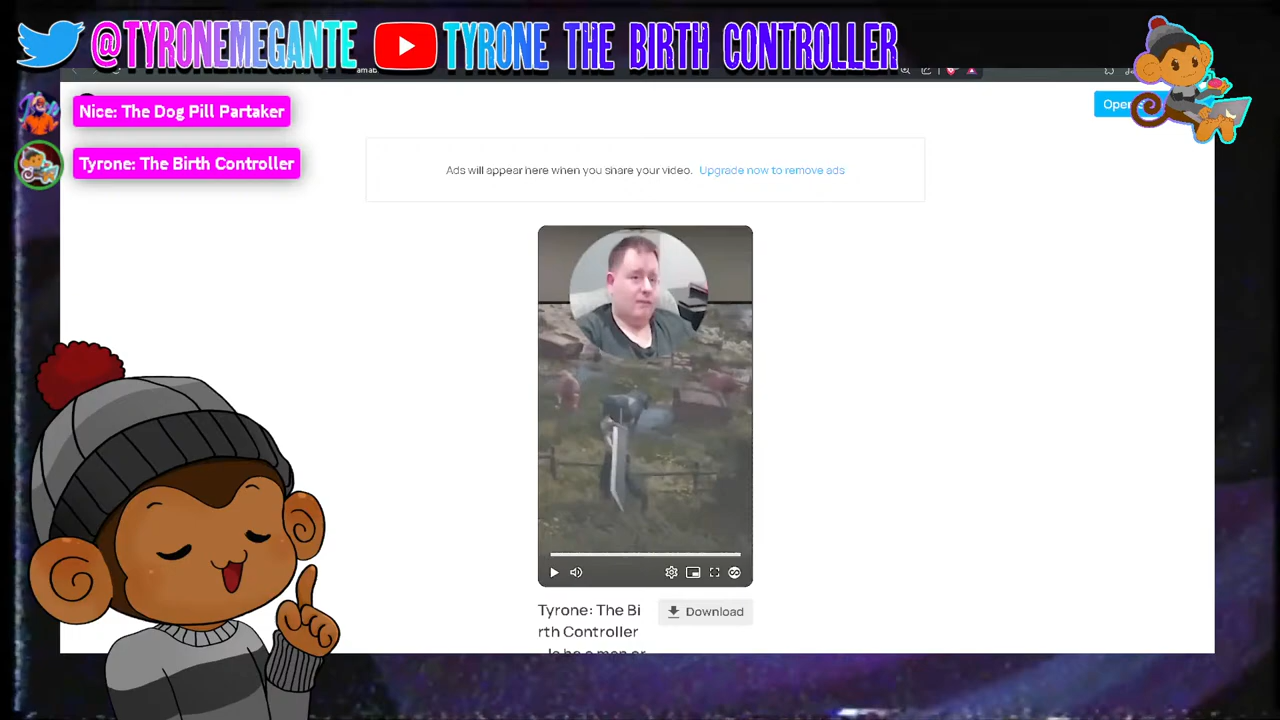 @TYRONEMEGANTE TYRONE THE BIRTH CONTROLLER
Nice: The Dog Pill Partaker
Open
Tyrone: The Birth Controller
Ads will appear here when you share your video. Upgrade now to remove ads
Tyrone: The Bi
rth Controller
Download